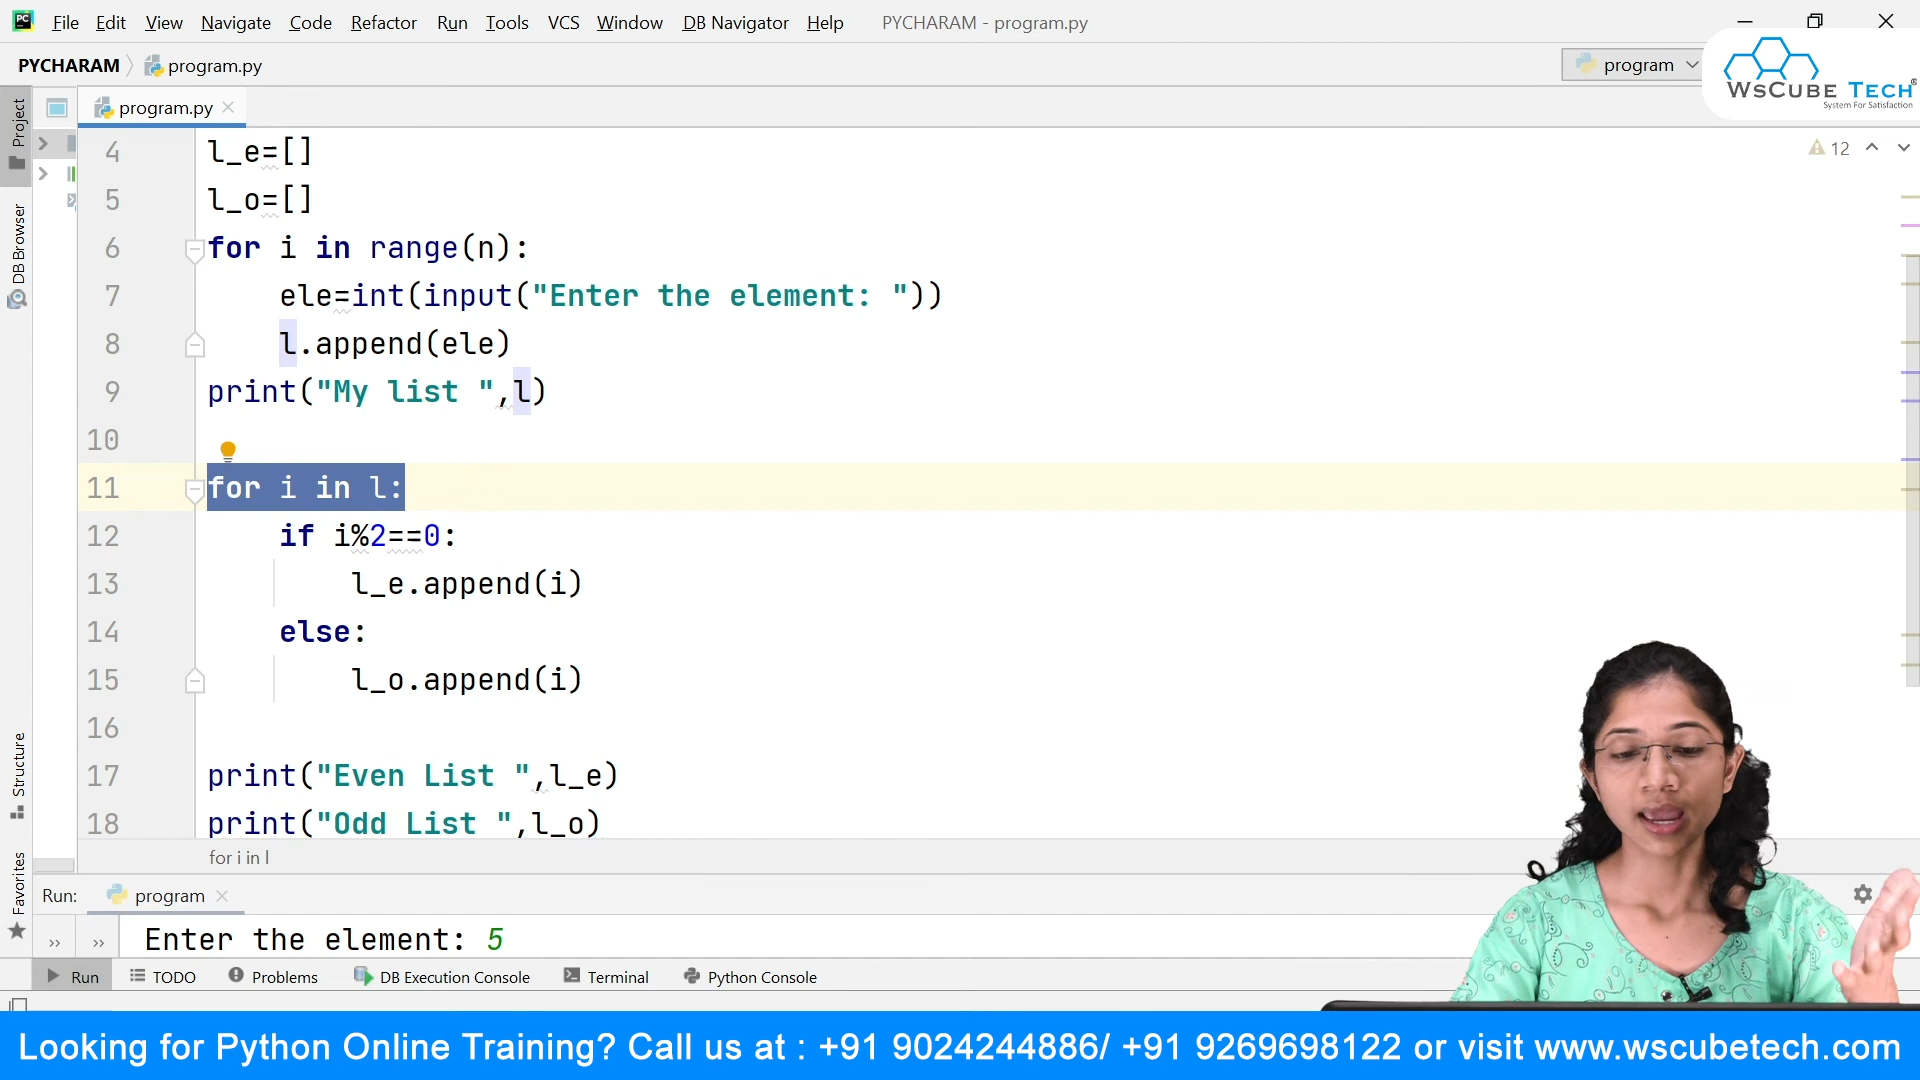 File Edit View Navigate Code Refactor Run Tools VCS Window DB Navigator Help PYCHARM - program.py
PYCHARAM program.py program
WsCube Tech®
System For Satisfaction
Project
DB Browser
Structure
Favorites
program.py
12
4 l_e=[]
5 l_o=[]
6 for i in range(n):
7 ele=int(input("Enter the element: "))
8 l.append(ele)
9 print("My list ",l)
10
11 for i in l:
12 if i%2==0:
13 l_e.append(i)
14 else:
15 l_o.append(i)
16
17 print("Even List ",l_e)
18 print("Odd List ",l_o)
for i in l
Run: program
Enter the element: 5
Run TODO Problems DB Execution Console Terminal Python Console
Looking for Python Online Training? Call us at : +91 9024244886/ +91 9269698122 or visit www.wscubetech.com